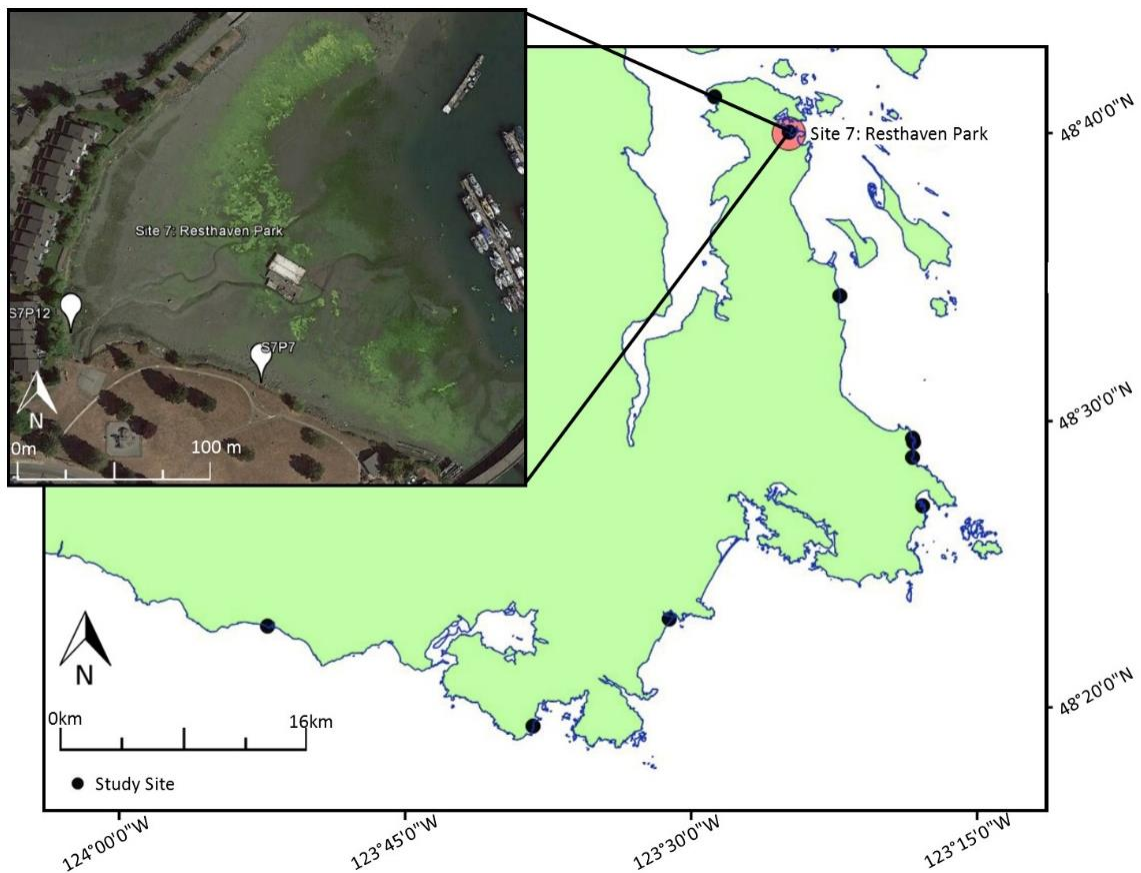 Site 7: Resthaven Park
S7P12
S7P7
N
0m
100 m
Site 7: Resthaven Park
48°40'0"N
48°30'0"N
48°20'0"N
N
0km
16km
Study Site
124°00'0"W
123°45'0"W
123°30'0"W
123°15'0"W